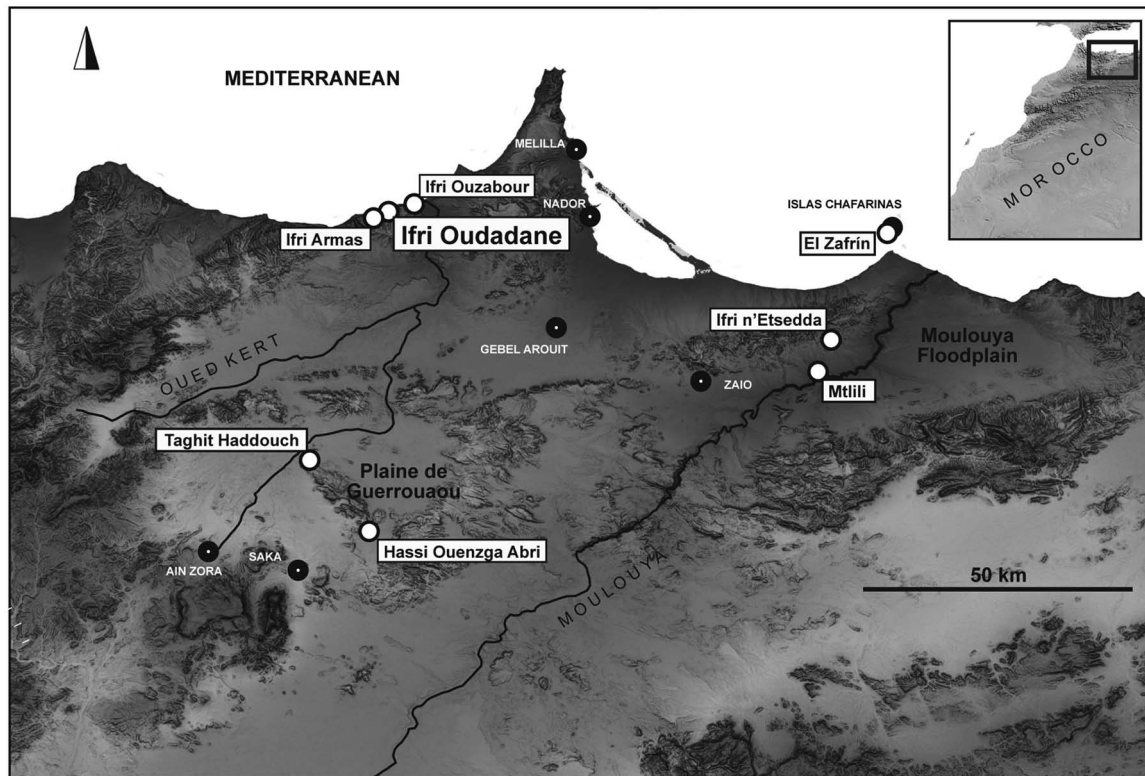 MEDITERRANEAN
MOROCCO
MELILLA
Ifri Ouzabour
NADOR
ISLAS CHAFARINAS
Ifri Armas
Ifri Oudadane
El Zafrín
Ifri n'Etsedda
Moulouya
Floodplain
GEBEL AROUIT
OUED KERT
ZAIO
Mtlili
Taghit Haddouch
Plaine de
Guerrouaou
Hassi Ouenzga Abri
AIN ZORA
SAKA
MOULOUYA
50 km